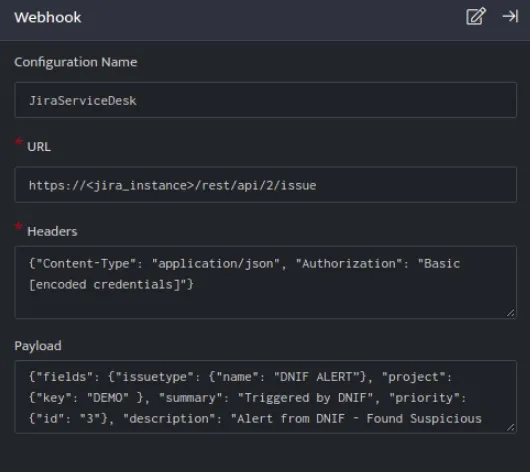 Webhook
Configuration Name
JiraServiceDesk
* URL
https://<jira_instance>/rest/api/2/issue
* Headers
{"Content-Type": "application/json", "Authorization": "Basic
[encoded credentials]"}
Payload
{"fields": {"issuetype": {"name": "DNIF ALERT"}, "project":
{"key": "DEMO" }, "summary": "Triggered by DNIF", "priority":
{"id": "3"}, "description": "Alert from DNIF - Found Suspicious